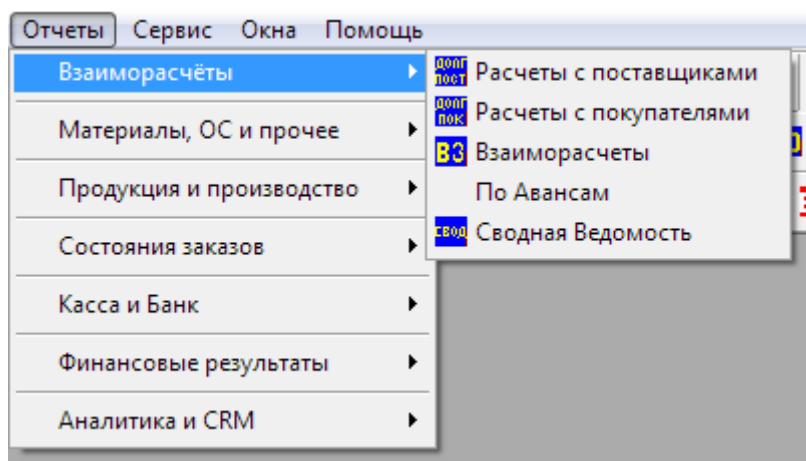 Отчеты Сервис Окна Помощь
Взаиморасчёты
Материалы, ОС и прочее
Продукция и производство
Состояния заказов
Касса и Банк
Финансовые результаты
Аналитика и CRM
долг пост Расчеты с поставщиками
долг пок Расчеты с покупателями
ВЗ Взаиморасчеты
По Авансам
свод Сводная Ведомость